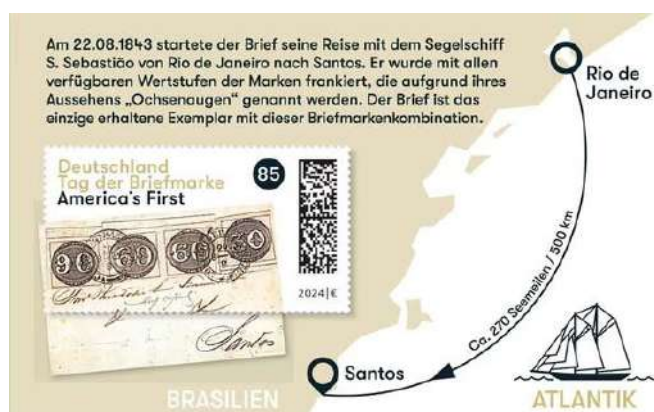 Am 22.08.1843 startete der Brief seine Reise mit dem Segelschiff
S. Sebastião von Rio de Janeiro nach Santos. Er wurde mit allen
verfügbaren Wertstufen der Marken frankiert, die aufgrund ihres
Aussehens „Ochsenaugen“ genannt werden. Der Brief ist das
einzige erhaltene Exemplar mit dieser Briefmarkenkombination.
Rio de
Janeiro
Deutschland
Tag der Briefmarke
America's First
85
90
60
60
2024|€
Santos
Ca. 270 Seemeilen / 500 km
Santos
BRASILIEN
ATLANTIK